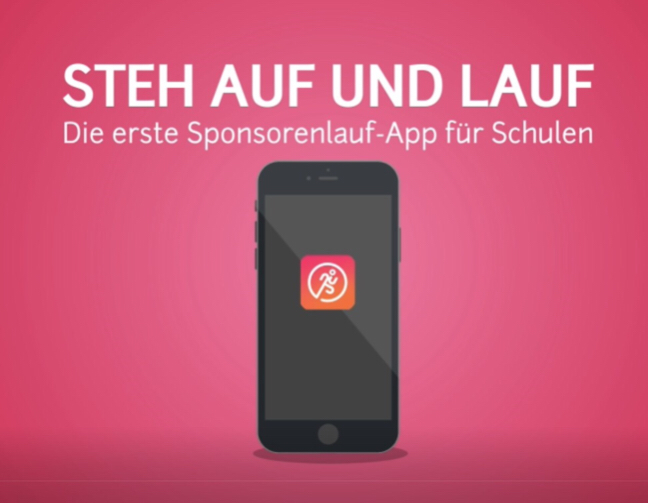 STEH AUF UND LAUF
Die erste Sponsorenlauf-App für Schulen